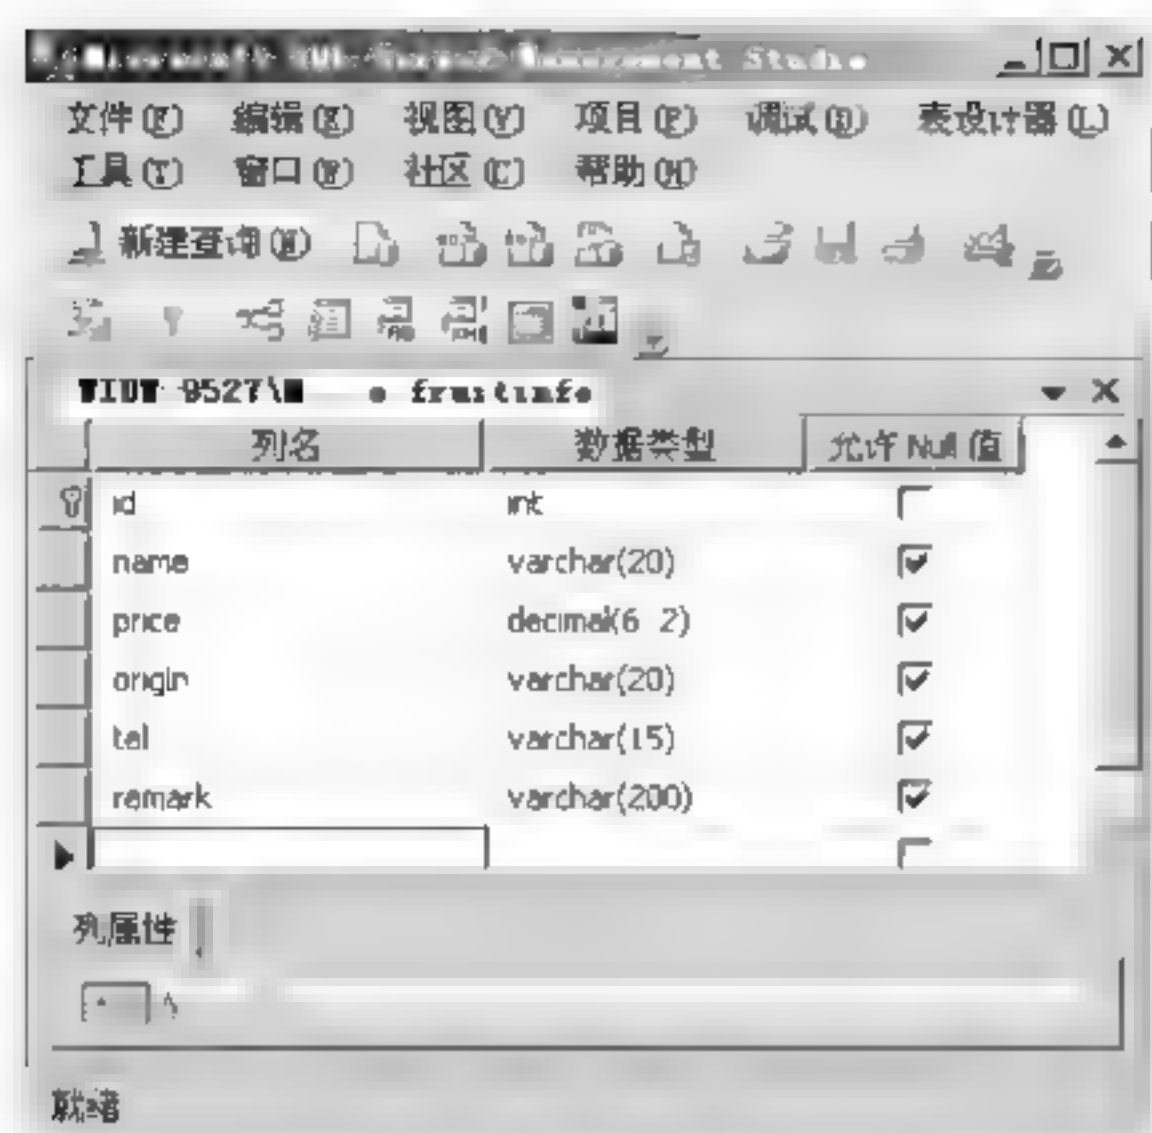 Management Studio
文件(F) 编辑(E) 视图(V) 项目(P) 调试(D) 表设计器(L)
工具(T) 窗口(W) 社区(C) 帮助(H)
新建查询(N)
9527\ fruitinfo
列名 数据类型 允许 Null 值
id int
name varchar(20)
price decimal(6 2)
origin varchar(20)
tel varchar(15)
remark varchar(200)
列属性
就绪